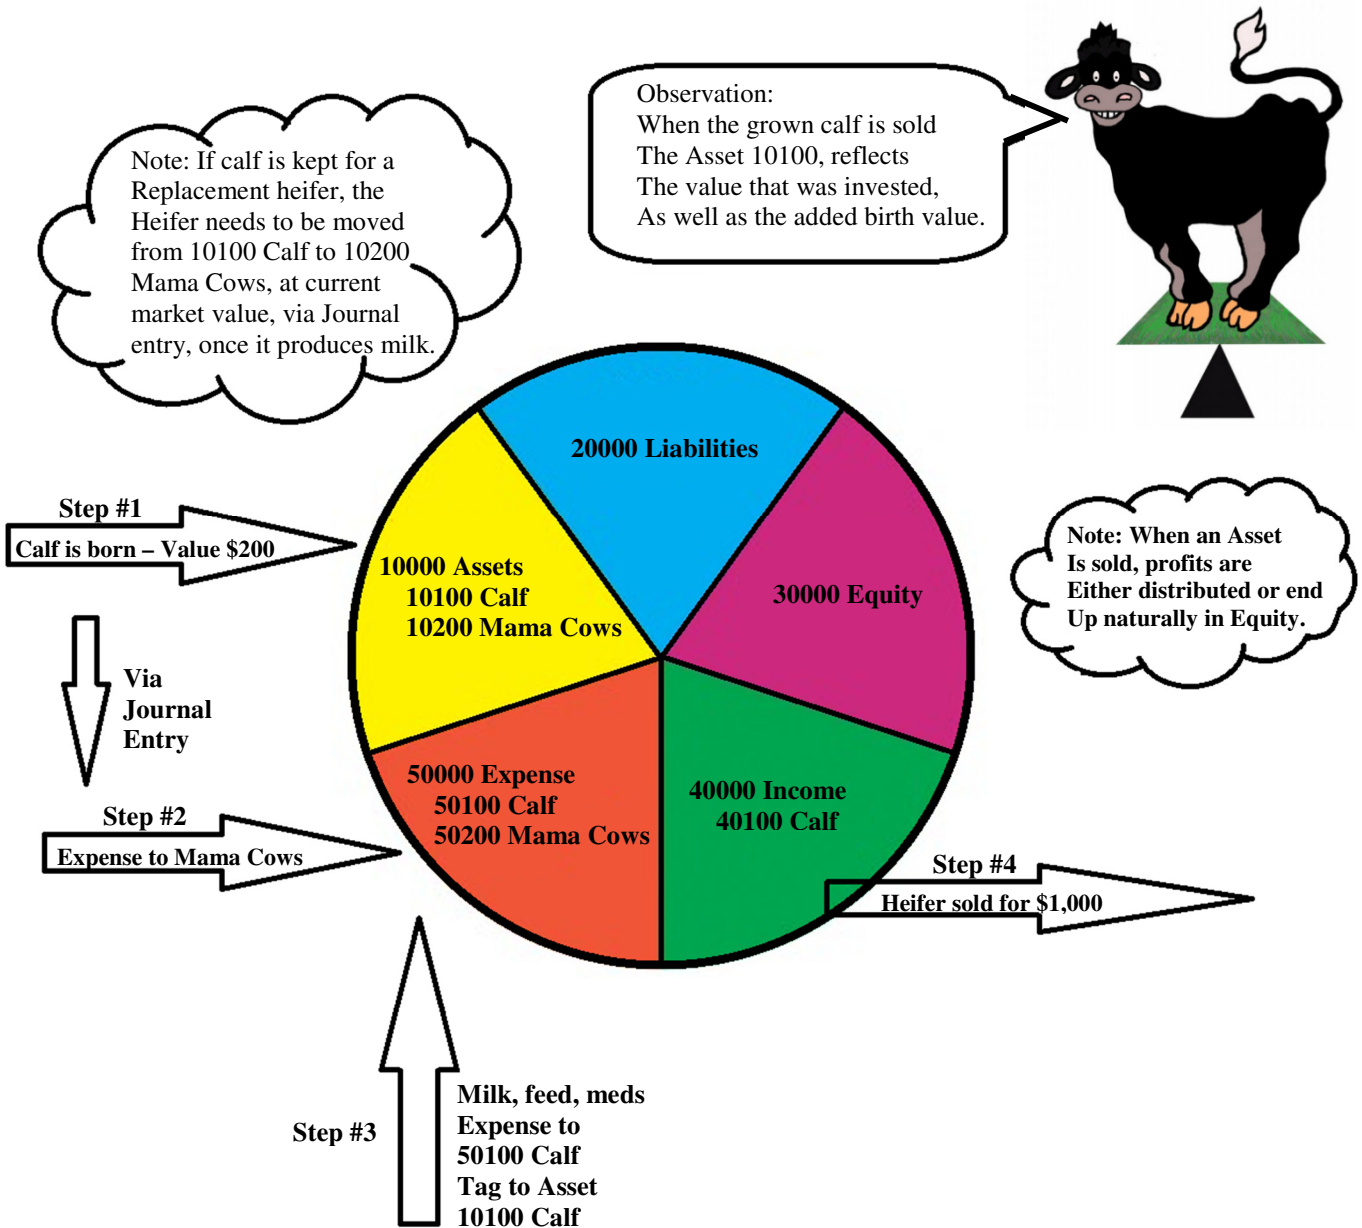 Observation:
When the grown calf is sold
The Asset 10100, reflects
The value that was invested,
As well as the added birth value.
Note: If calf is kept for a
Replacement heifer, the
Heifer needs to be moved
from 10100 Calf to 10200
Mama Cows, at current
market value, via Journal
entry, once it produces milk.
20000 Liabilities
Step #1
Calf is born – Value $200
10000 Assets
10100 Calf
10200 Mama Cows
30000 Equity
Note: When an Asset
Is sold, profits are
Either distributed or end
Up naturally in Equity.
Via
Journal
Entry
50000 Expense
50100 Calf
50200 Mama Cows
40000 Income
40100 Calf
Step #2
Expense to Mama Cows
Step #4
Heifer sold for $1,000
Step #3
Milk, feed, meds
Expense to
50100 Calf
Tag to Asset
10100 Calf